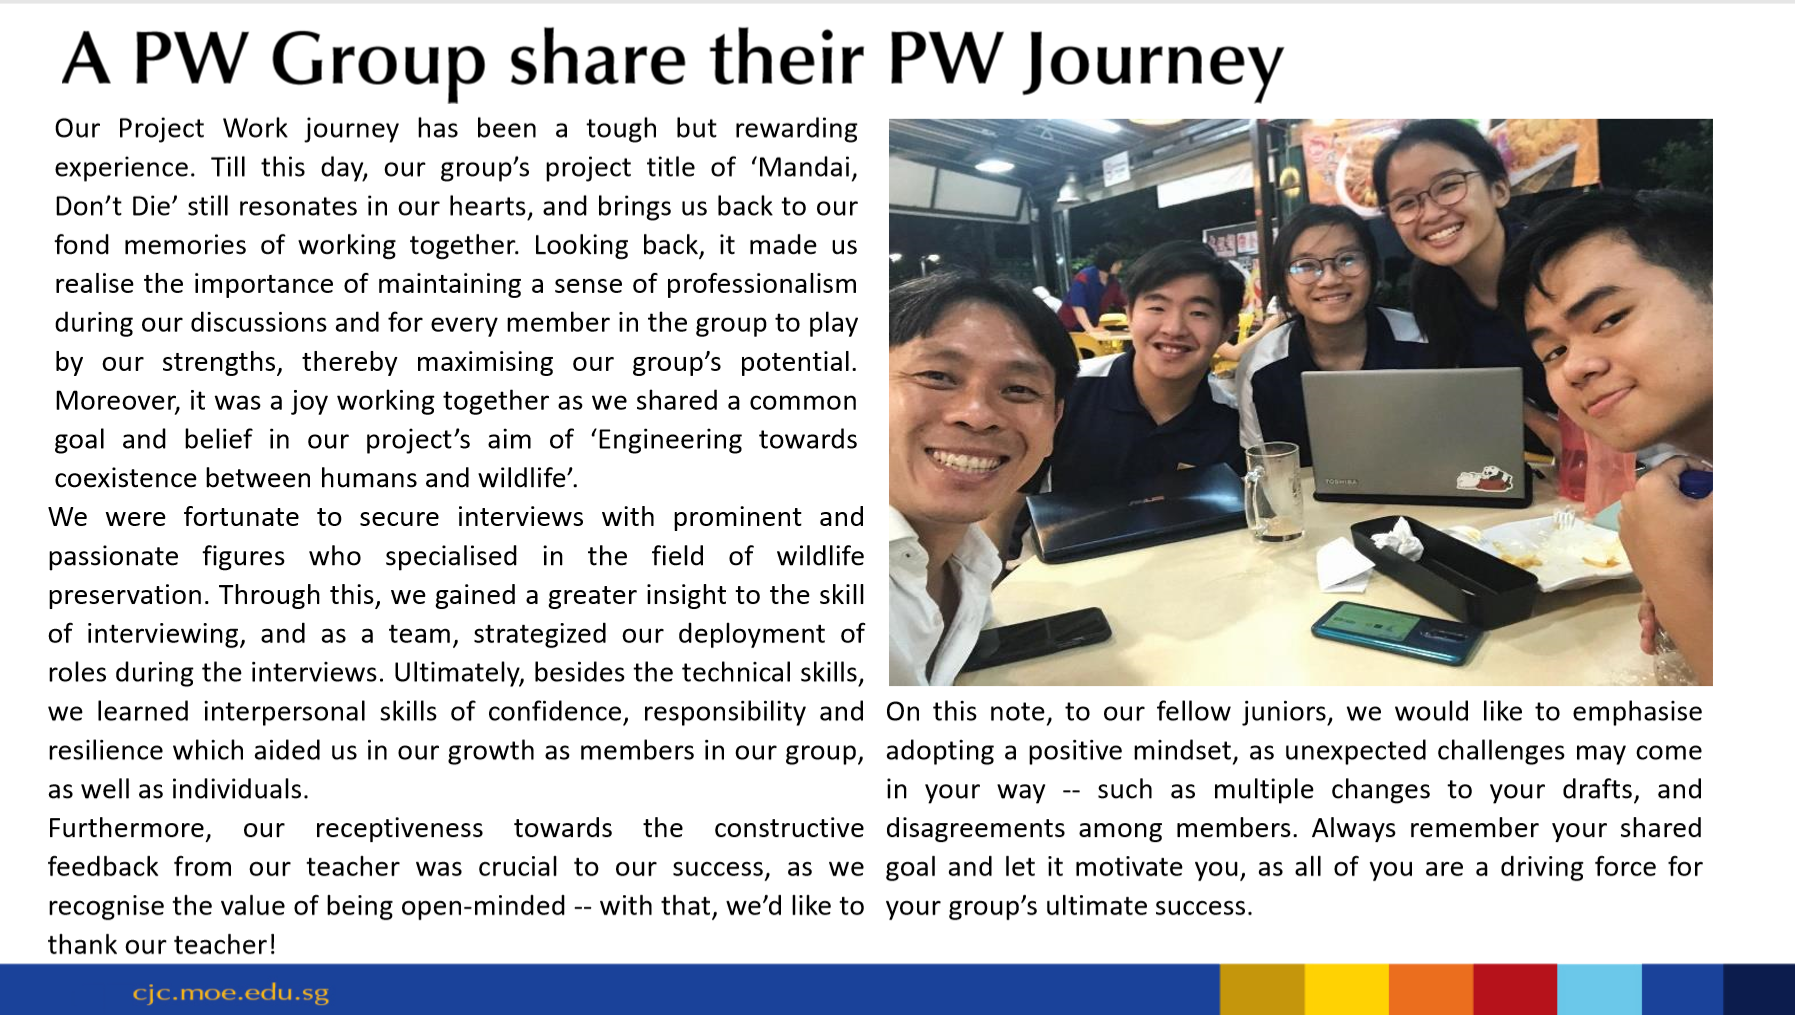 A PW Group share their PW Journey
Our Project Work journey has been a tough but rewarding
experience. Till this day, our group’s project title of ‘Mandai,
Don’t Die’ still resonates in our hearts, and brings us back to our
fond memories of working together. Looking back, it made us
realise the importance of maintaining a sense of professionalism
during our discussions and for every member in the group to play
by our strengths, thereby maximising our group’s potential.
Moreover, it was a joy working together as we shared a common
goal and belief in our project’s aim of ‘Engineering towards
coexistence between humans and wildlife’.
We were fortunate to secure interviews with prominent and
passionate figures who specialised in the field of wildlife
preservation. Through this, we gained a greater insight to the skill
of interviewing, and as a team, strategized our deployment of
roles during the interviews. Ultimately, besides the technical skills,
we learned interpersonal skills of confidence, responsibility and
resilience which aided us in our growth as members in our group,
as well as individuals.
Furthermore, our receptiveness towards the constructive
feedback from our teacher was crucial to our success, as we
recognise the value of being open-minded -- with that, we’d like to
thank our teacher!
TOSHIBA
On this note, to our fellow juniors, we would like to emphasise
adopting a positive mindset, as unexpected challenges may come
in your way -- such as multiple changes to your drafts, and
disagreements among members. Always remember your shared
goal and let it motivate you, as all of you are a driving force for
your group’s ultimate success.
cjc.moe.edu.sg